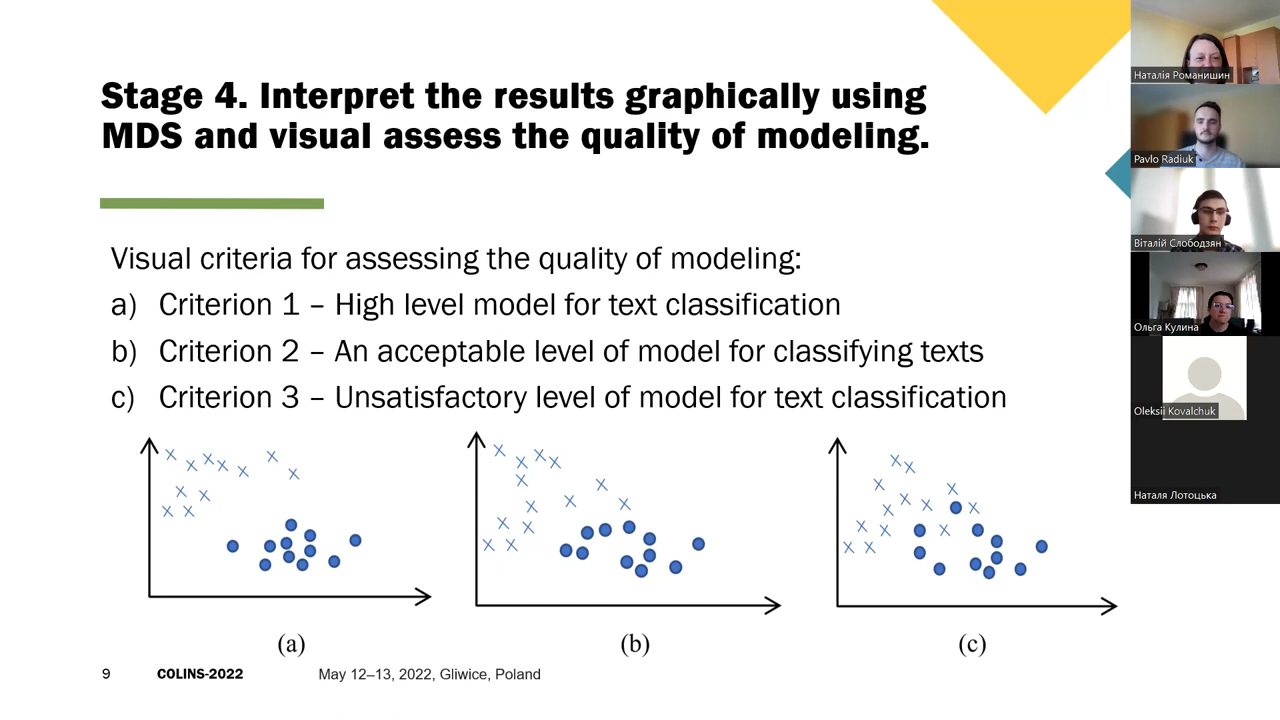 Stage 4. Interpret the results graphically using
MDS and visual assess the quality of modeling.
Visual criteria for assessing the quality of modeling:
a) Criterion 1 – High level model for text classification
b) Criterion 2 – An acceptable level of model for classifying texts
c) Criterion 3 – Unsatisfactory level of model for text classification
(a)
(b)
(c)
9 COLINS-2022 May 12–13, 2022, Gliwice, Poland
Наталія Романишин
Pavlo Radiuk
Віталій Слободзян
Ольга Кулина
Oleksii Kovalchuk
Наталя Лотоцька